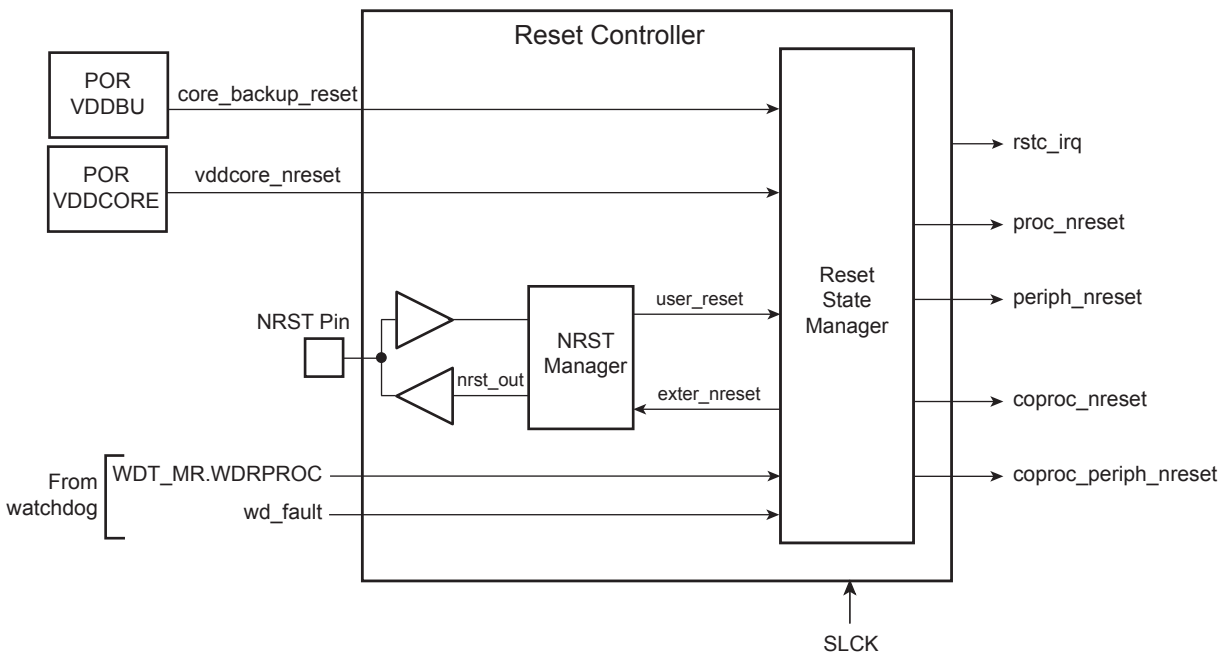 Reset Controller
POR
VDDBU
core_backup_reset
rstc_irq
POR
VDDCORE
vddcore_nreset
proc_nreset
Reset
State
Manager
periph_nreset
NRST Pin
user_reset
NRST
Manager
nrst_out
exter_nreset
coproc_nreset
From
watchdog
WDT_MR.WDRPROC
coproc_periph_nreset
wd_fault
SLCK